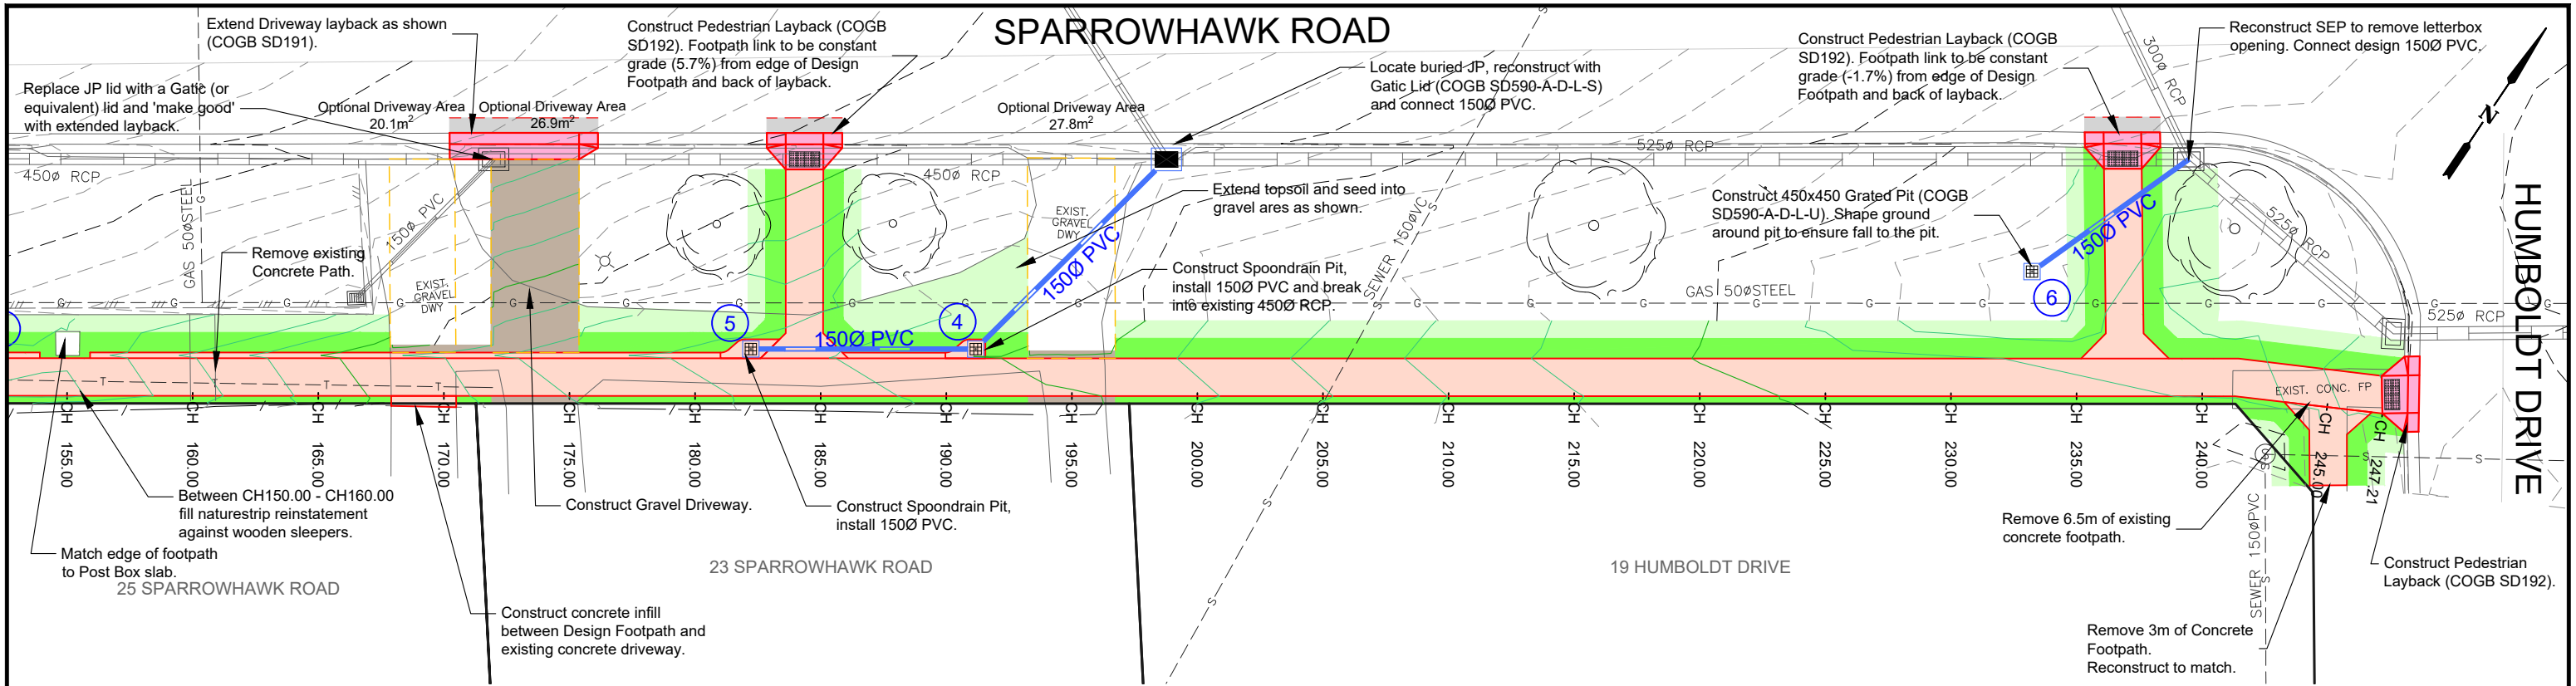 SPARROWHAWK ROAD
HUMBOLDT DRIVE
N
Extend Driveway layback as shown
(COGB SD191).
Replace JP lid with a Gatic (or
equivalent) lid and 'make good'
with extended layback.
Optional Driveway Area
20.1m²
Optional Driveway Area
26.9m²
Construct Pedestrian Layback (COGB
SD192). Footpath link to be constant
grade (5.7%) from edge of Design
Footpath and back of layback.
Optional Driveway Area
27.8m²
Locate buried JP, reconstruct with
Gatic Lid (COGB SD590-A-D-L-S)
and connect 150Ø PVC.
Construct Pedestrian Layback (COGB
SD192). Footpath link to be constant
grade (-1.7%) from edge of Design
Footpath and back of layback.
Reconstruct SEP to remove letterbox
opening. Connect design 150Ø PVC.
300ø RCP
450ø RCP
450ø RCP
525ø RCP
525ø RCP
525ø RCP
GAS 50øSTEEL
G
150ø PVC
Remove existing
Concrete Path.
EXIST.
GRAVEL
DWY
EXIST.
GRAVEL
DWY
Extend topsoil and seed into
gravel ares as shown.
Construct Spoondrain Pit,
install 150Ø PVC and break
into existing 450Ø RCP.
Construct 450x450 Grated Pit (COGB
SD590-A-D-L-U). Shape ground
around pit to ensure fall to the pit.
SEWER 150øPVC
GAS 50øSTEEL
150Ø PVC
150Ø PVC
150Ø PVC
5
4
6
G G G G G G G G G G G G G G G G G G
T T T T
EXIST. CONC. FP
CH 155.00
CH 160.00
CH 165.00
CH 170.00
CH 175.00
CH 180.00
CH 185.00
CH 190.00
CH 195.00
CH 200.00
CH 205.00
CH 210.00
CH 215.00
CH 220.00
CH 225.00
CH 230.00
CH 235.00
CH 240.00
CH 245.00
CH 247.21
Between CH150.00 - CH160.00
fill naturestrip reinstatement
against wooden sleepers.
Match edge of footpath
to Post Box slab.
Construct Gravel Driveway.
Construct Spoondrain Pit,
install 150Ø PVC.
Construct concrete infill
between Design Footpath and
existing concrete driveway.
25 SPARROWHAWK ROAD
23 SPARROWHAWK ROAD
19 HUMBOLDT DRIVE
Remove 6.5m of existing
concrete footpath.
SEWER 150øPVC
S S S S S S
Construct Pedestrian
Layback (COGB SD192).
Remove 3m of Concrete
Footpath.
Reconstruct to match.